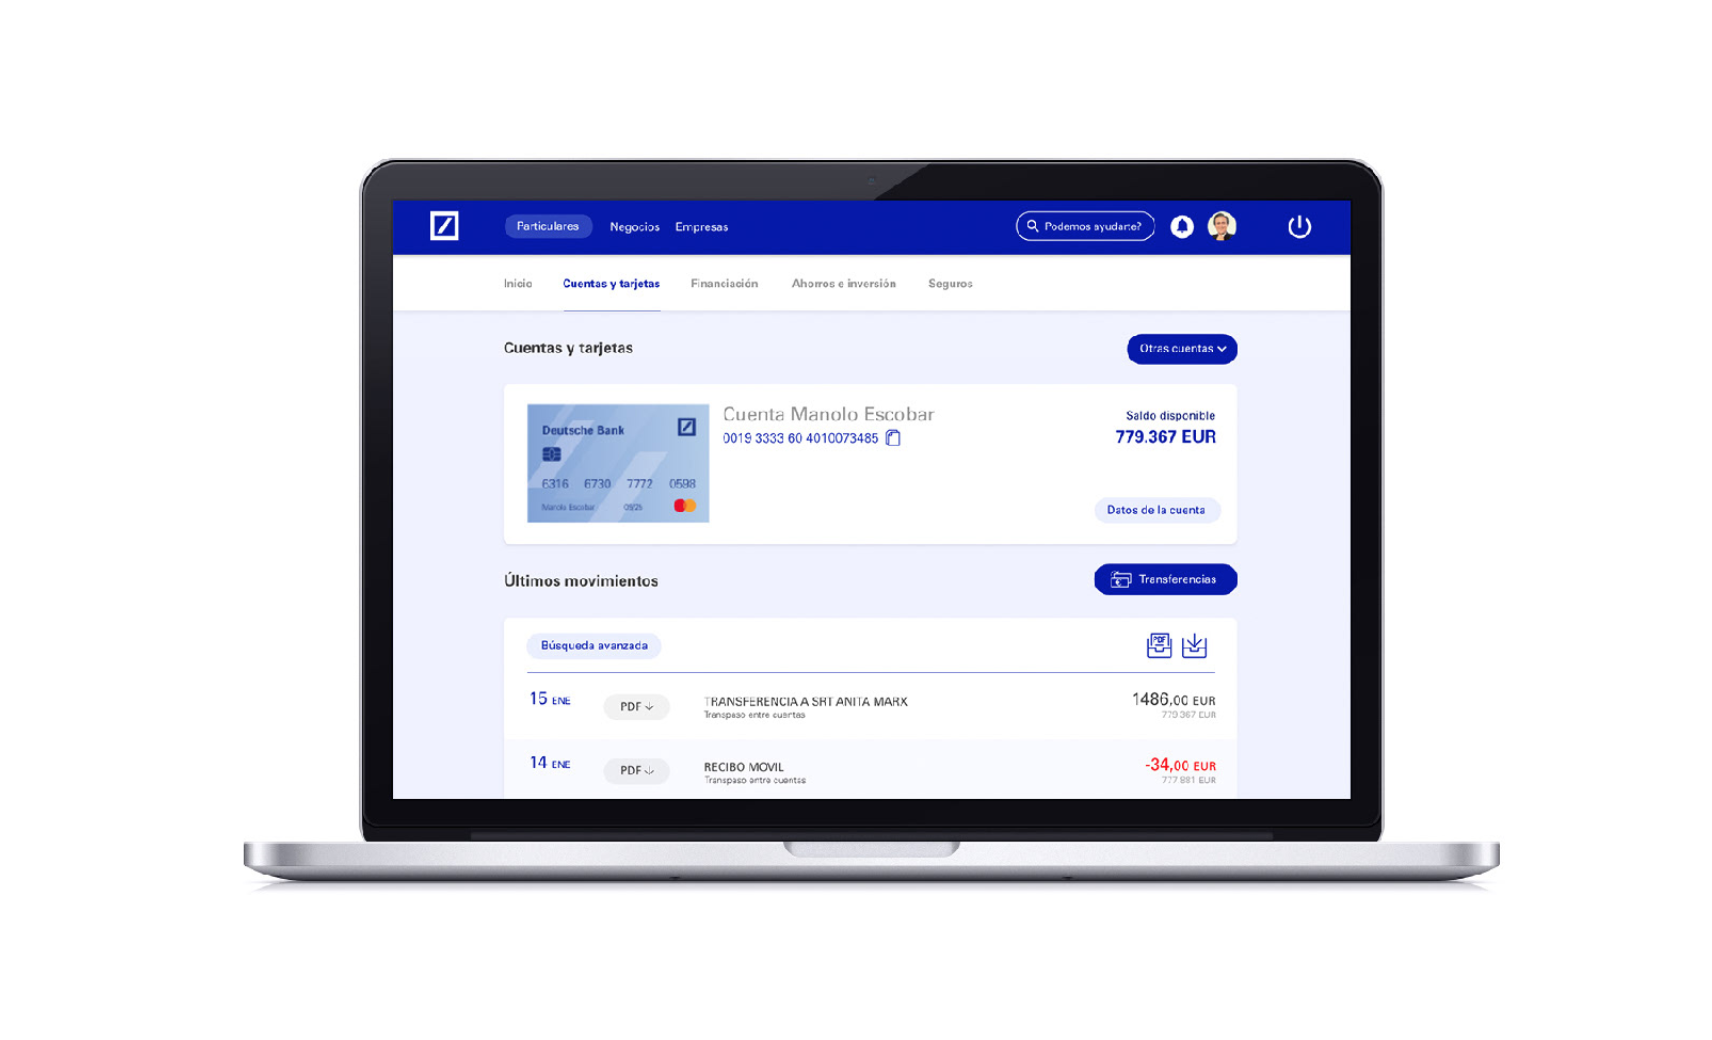 Particulares Negocios Empresas Podemos ayudarte?
Inicio Cuentas y tarjetas Financiación Ahorros e inversión Seguros
Cuentas y tarjetas Otras cuentas
Deutsche Bank
6316 6730 7772 0598
Manolo Escobar 09/25
Cuenta Manolo Escobar
0019 3333 60 4010073485
Saldo disponible
779.367 EUR
Datos de la cuenta
Últimos movimientos Transferencias
Búsqueda avanzada PDF
15 ENE PDF TRANSFERENCIA A SRT ANITA MARX 1486,00 EUR
Transpaso entre cuentas 779 367 EUR
14 ENE PDF RECIBO MOVIL -34,00 EUR
Transpaso entre cuentas 777 881 EUR